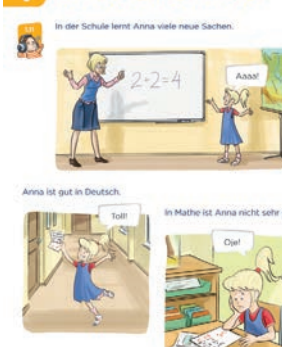 In der Schule lernt Anna viele neue Sachen.
2+2=4
Aaaa!
Anna ist gut in Deutsch.
Toll!
In Mathe ist Anna nicht sehr
Oje!